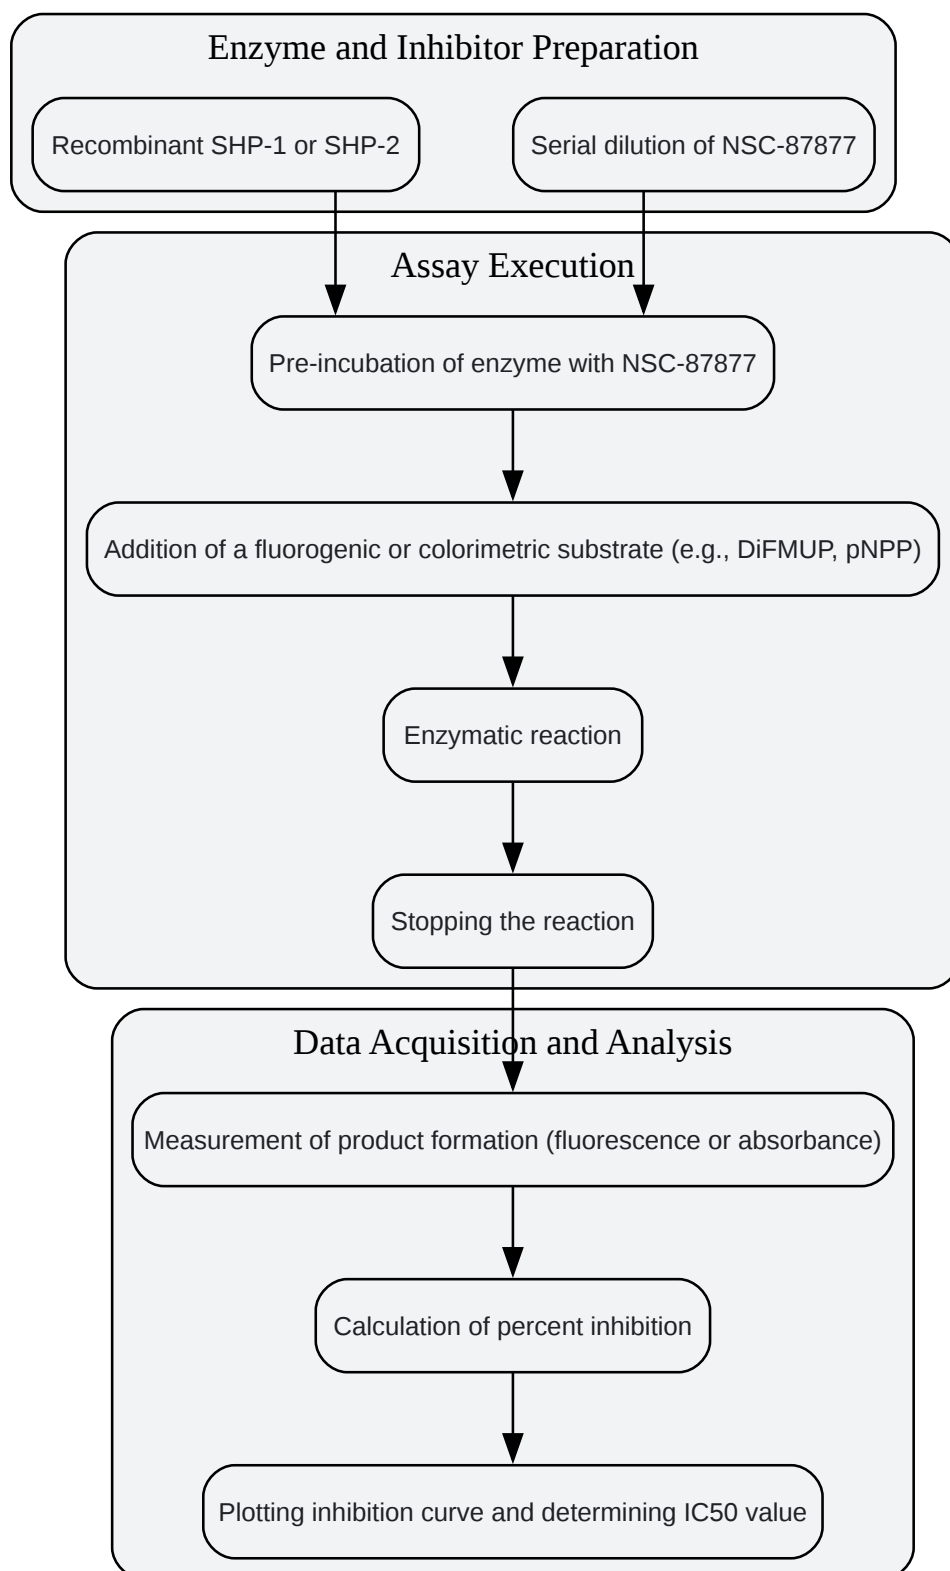 Enzyme and Inhibitor Preparation
Recombinant SHP-1 or SHP-2
Serial dilution of NSC-87877
Assay Execution
Pre-incubation of enzyme with NSC-87877
Addition of a fluorogenic or colorimetric substrate (e.g., DiFMUP, pNPP)
Enzymatic reaction
Stopping the reaction
Data Acquisition and Analysis
Measurement of product formation (fluorescence or absorbance)
Calculation of percent inhibition
Plotting inhibition curve and determining IC50 value